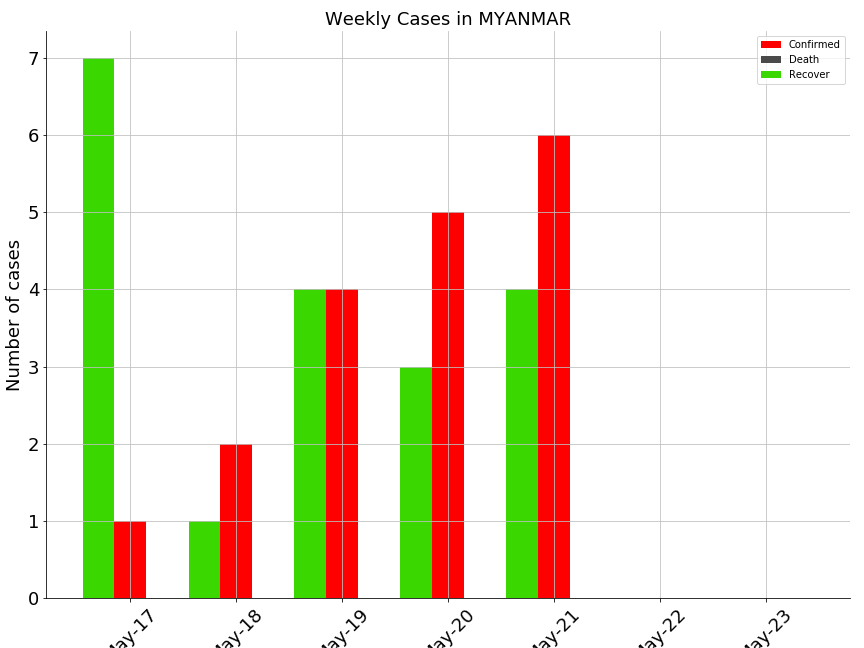 Weekly Cases in MYANMAR
Confirmed
Death
Recover
Number of cases
7
6
5
4
3
2
1
0
May-17
May-18
May-19
May-20
May-21
May-22
May-23